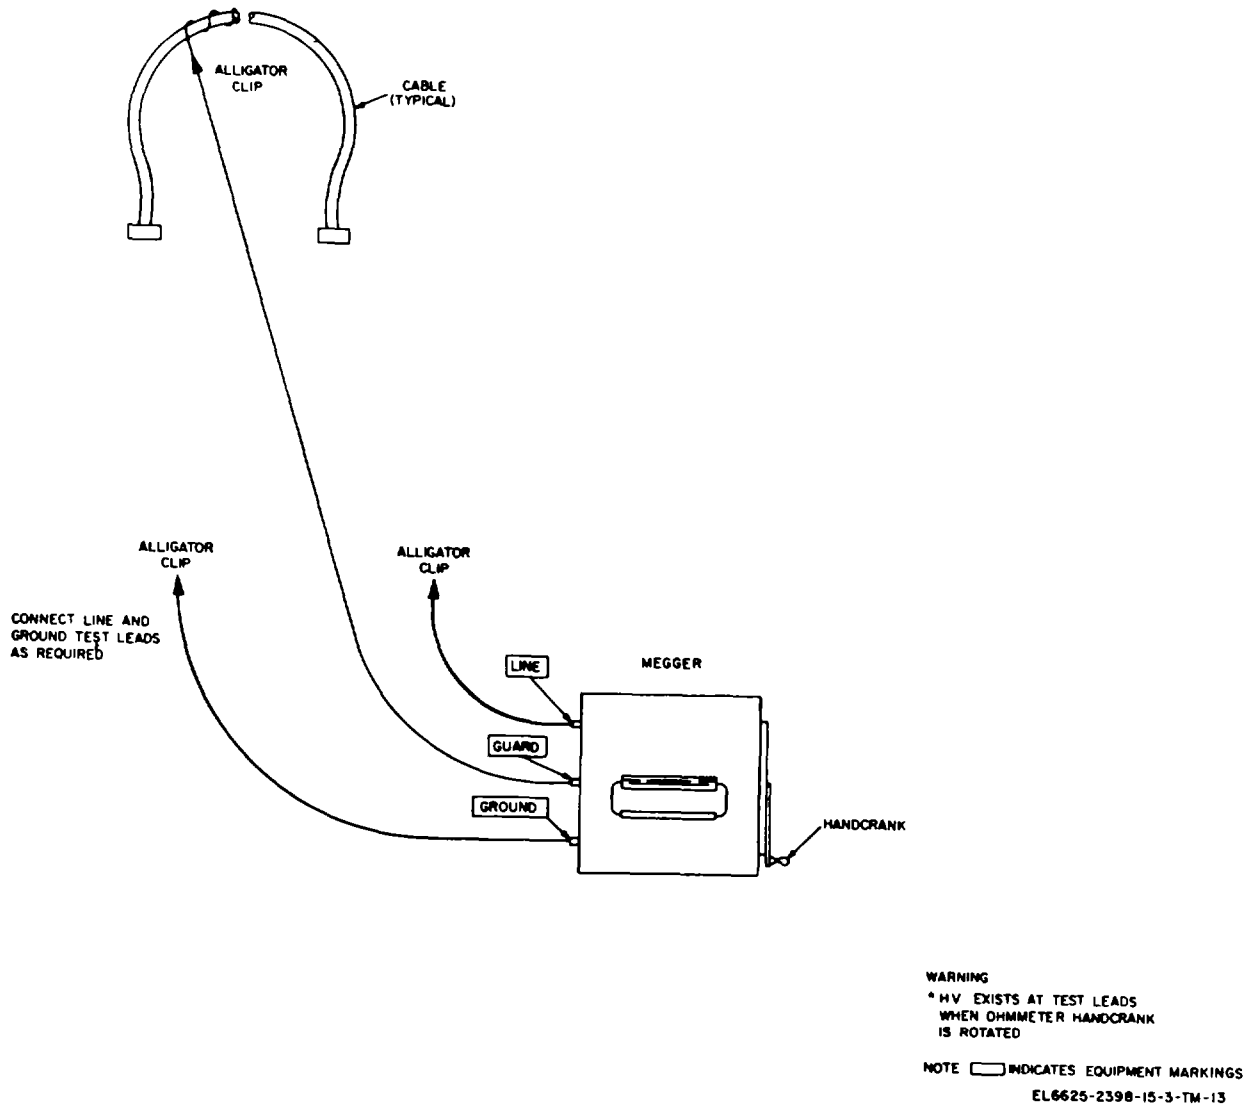 ALLIGATOR
CLIP
CABLE
(TYPICAL)
ALLIGATOR
CLIP
ALLIGATOR
CLIP
CONNECT LINE AND
GROUND TEST LEADS
AS REQUIRED
LINE
MEGGER
GUARD
GROUND
HANDCRANK
WARNING
* HV EXISTS AT TEST LEADS
WHEN OHMMETER HANDCRANK
IS ROTATED
NOTE INDICATES EQUIPMENT MARKINGS
EL6625-2398-15-3-TM-13